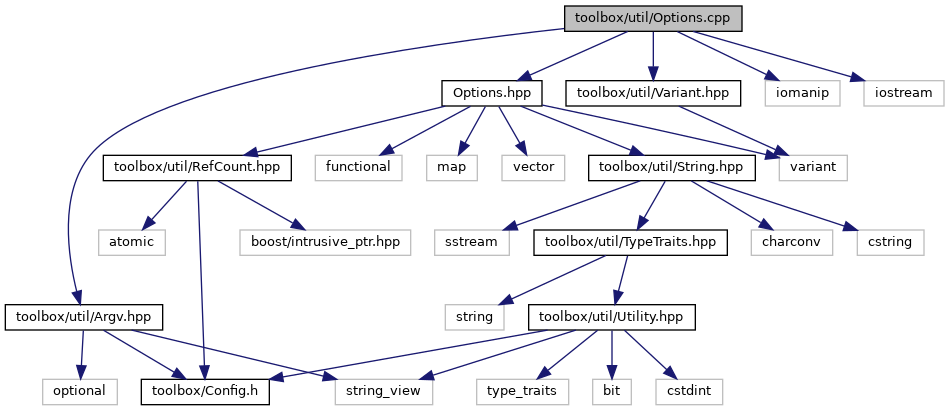 toolbox/util/Options.cpp
Options.hpp
toolbox/util/Variant.hpp
iomanip
iostream
toolbox/util/RefCount.hpp
functional
map
vector
toolbox/util/String.hpp
variant
atomic
boost/intrusive_ptr.hpp
sstream
toolbox/util/TypeTraits.hpp
charconv
cstring
toolbox/util/Argv.hpp
string
toolbox/util/Utility.hpp
optional
toolbox/Config.h
string_view
type_traits
bit
cstdint